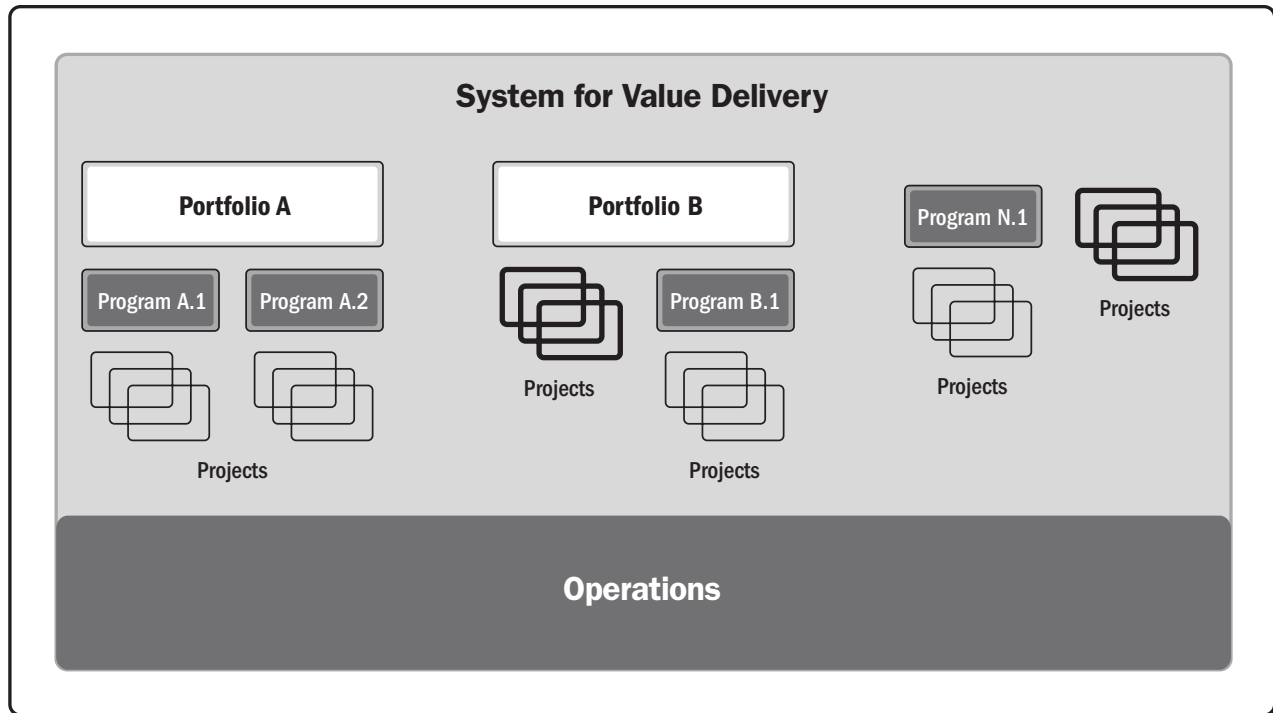 System for Value Delivery
Portfolio A
Portfolio B
Program N.1
Projects
Program A.1
Program A.2
Program B.1
Projects
Projects
Projects
Projects
Operations